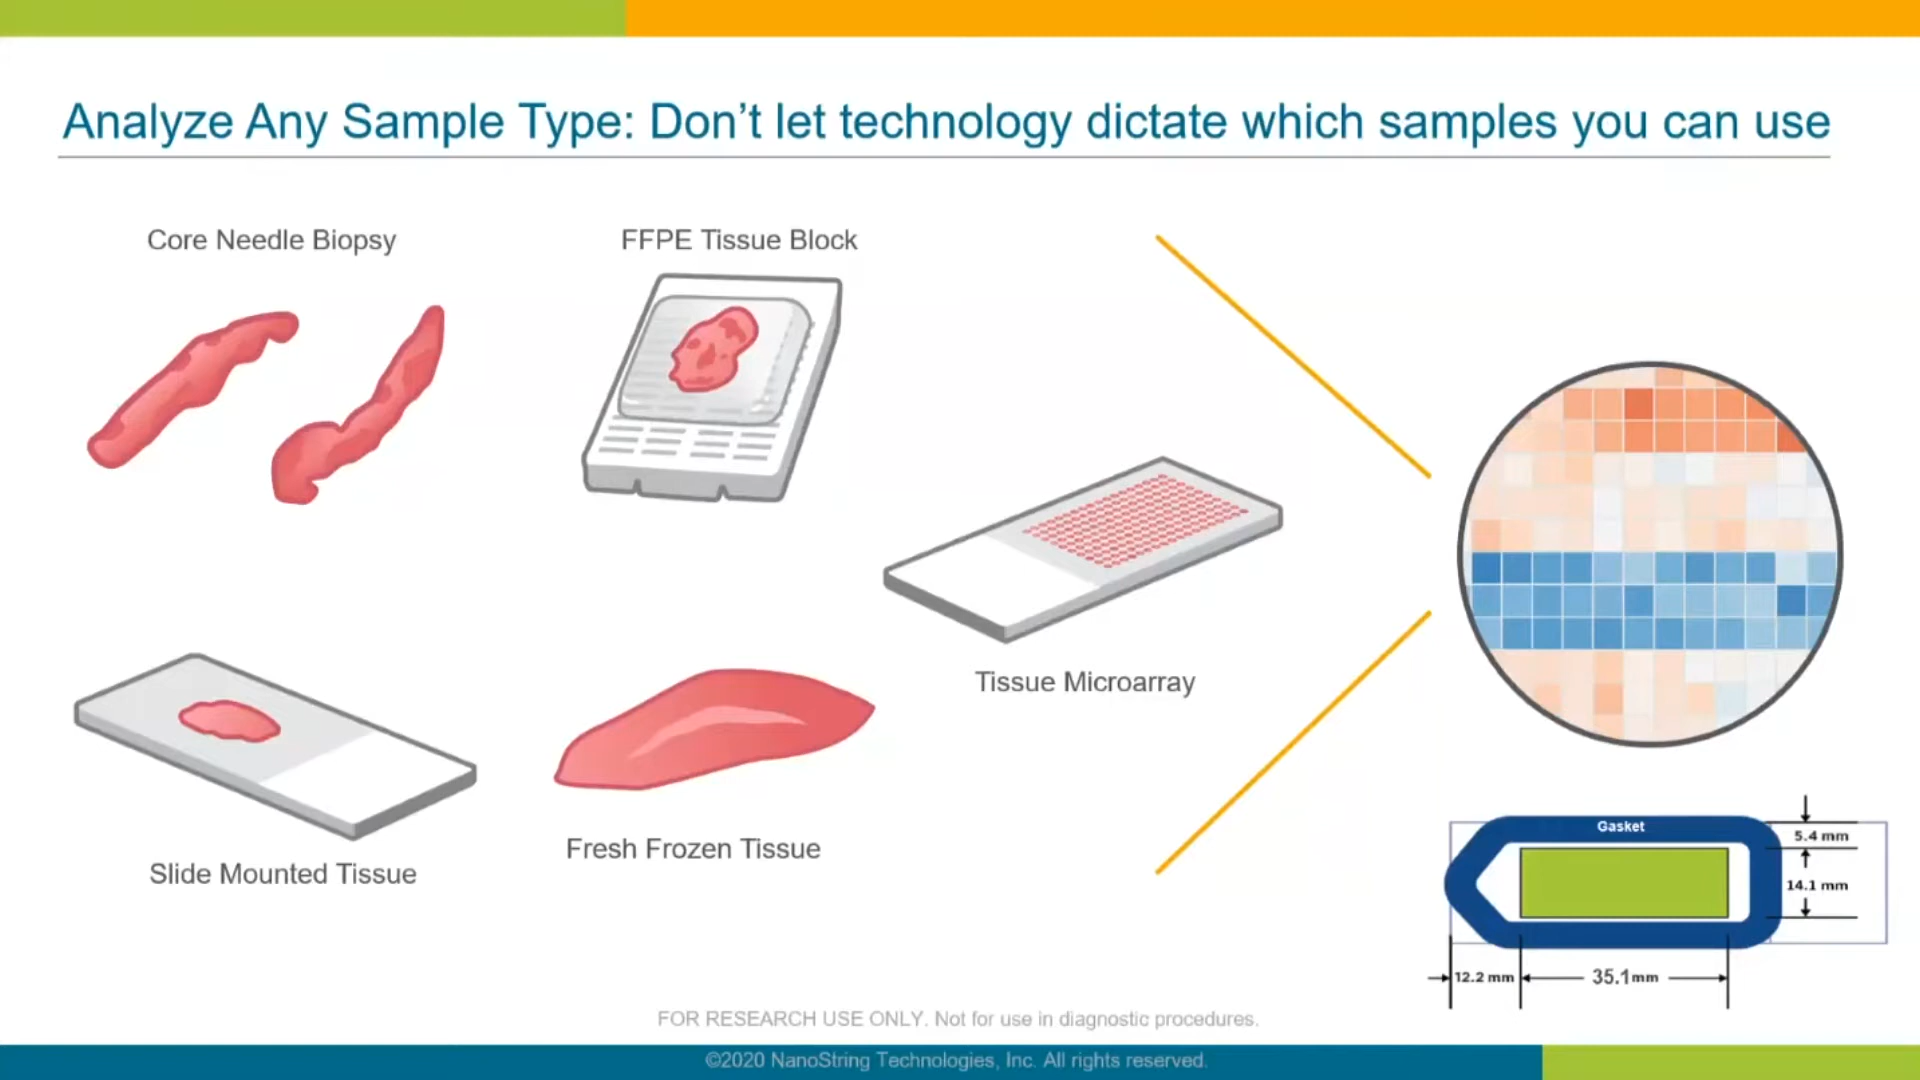 Analyze Any Sample Type: Don’t let technology dictate which samples you can use
Core Needle Biopsy
FFPE Tissue Block
Tissue Microarray
Slide Mounted Tissue
Fresh Frozen Tissue
Gasket
5.4 mm
14.1 mm
12.2 mm
35.1mm
FOR RESEARCH USE ONLY. Not for use in diagnostic procedures.
©2020 NanoString Technologies, Inc. All rights reserved.